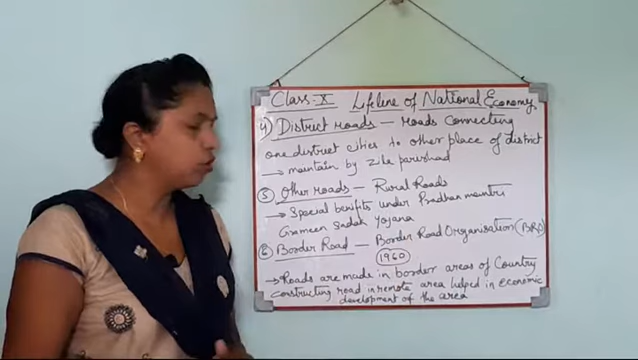 Class-X Lifeline of National Economy
4) District roads — Roads connecting
one district cities to other place of district
→ maintain by zila parishad
5 Other roads — Rural Roads
→ Special benifits under Pradhan mantri
Grameen Sadak Yojana
6 Border Road — Border Road Organisation (BRO)
1960
→ Roads are made in border areas of Country
constructing road in remote area helped in economic
development of the area